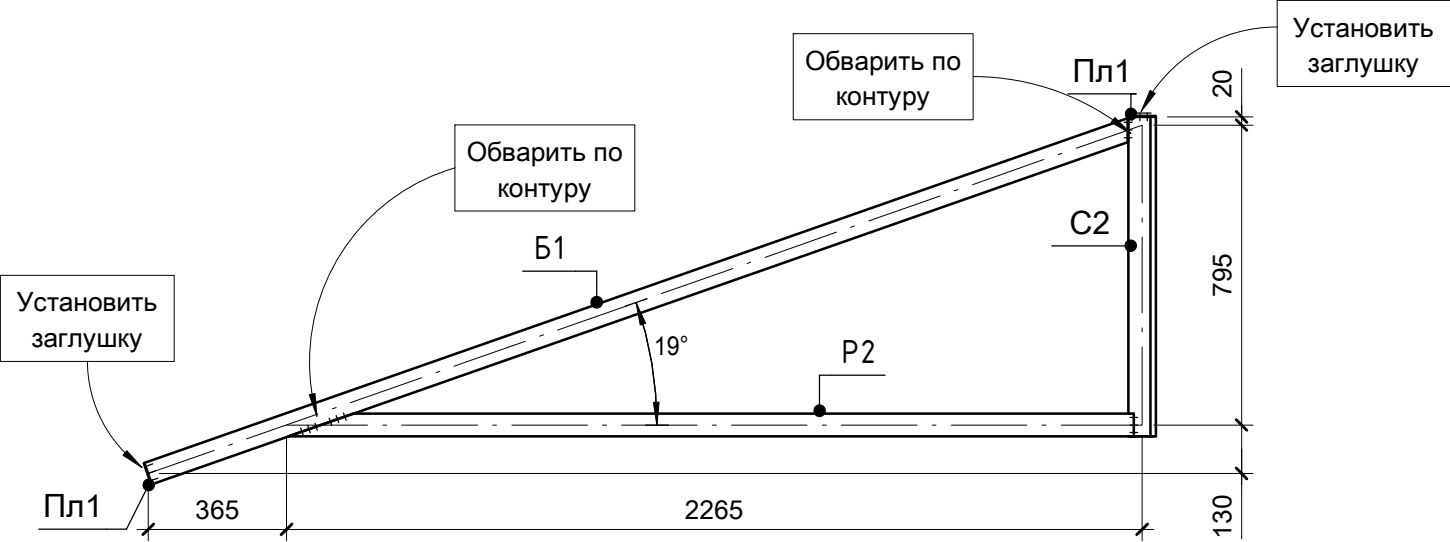 Установить
заглушку
Обварить по
контуру
Пл1
20
Обварить по
контуру
С2
Б1
795
Установить
заглушку
19°
Р2
Пл1
365
2265
130